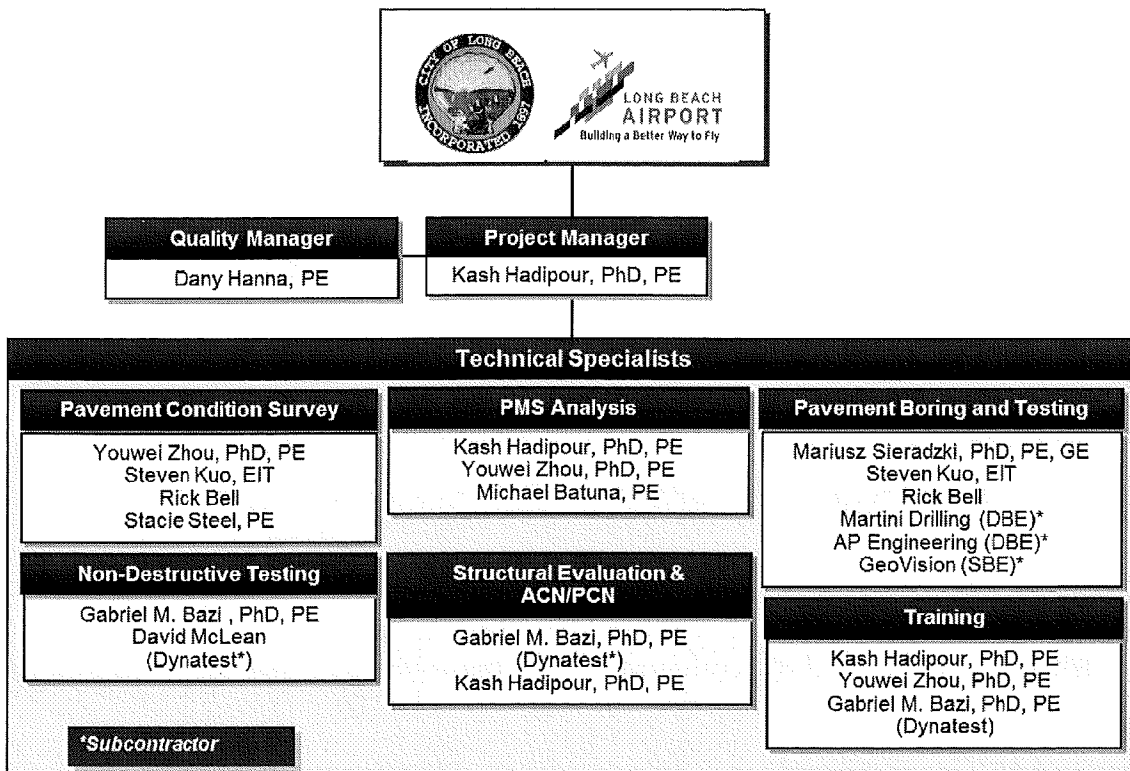 CITY OF LONG BEACH
INCORPORATED 1897
LONG BEACH
AIRPORT
Building a Better Way to Fly
Quality Manager
Dany Hanna, PE
Project Manager
Kash Hadipour, PhD, PE
Technical Specialists
Pavement Condition Survey
Youwei Zhou, PhD, PE
Steven Kuo, EIT
Rick Bell
Stacie Steel, PE
PMS Analysis
Kash Hadipour, PhD, PE
Youwei Zhou, PhD, PE
Michael Batuna, PE
Pavement Boring and Testing
Mariusz Sieradzki, PhD, PE, GE
Steven Kuo, EIT
Rick Bell
Martini Drilling (DBE)*
AP Engineering (DBE)*
GeoVision (SBE)*
Non-Destructive Testing
Gabriel M. Bazi , PhD, PE
David McLean
(Dynatest*)
Structural Evaluation &
ACN/PCN
Gabriel M. Bazi, PhD, PE
(Dynatest*)
Kash Hadipour, PhD, PE
Training
Kash Hadipour, PhD, PE
Youwei Zhou, PhD, PE
Gabriel M. Bazi, PhD, PE
(Dynatest)
*Subcontractor